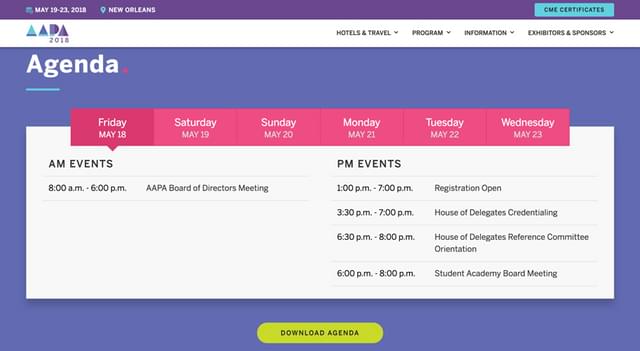 MAY 19-23, 2018 NEW ORLEANS CME CERTIFICATES
AAPA
2018
HOTELS & TRAVEL PROGRAM INFORMATION EXHIBITORS & SPONSORS
Agenda.
Friday Saturday Sunday Monday Tuesday Wednesday
MAY 18 MAY 19 MAY 20 MAY 21 MAY 22 MAY 23
AM EVENTS
8:00 a.m. - 6:00 p.m. AAPA Board of Directors Meeting
PM EVENTS
1:00 p.m. - 7:00 p.m. Registration Open
3:30 p.m. - 7:00 p.m. House of Delegates Credentialing
6:30 p.m. - 8:00 p.m. House of Delegates Reference Committee
Orientation
6:00 p.m. - 8:00 p.m. Student Academy Board Meeting
DOWNLOAD AGENDA